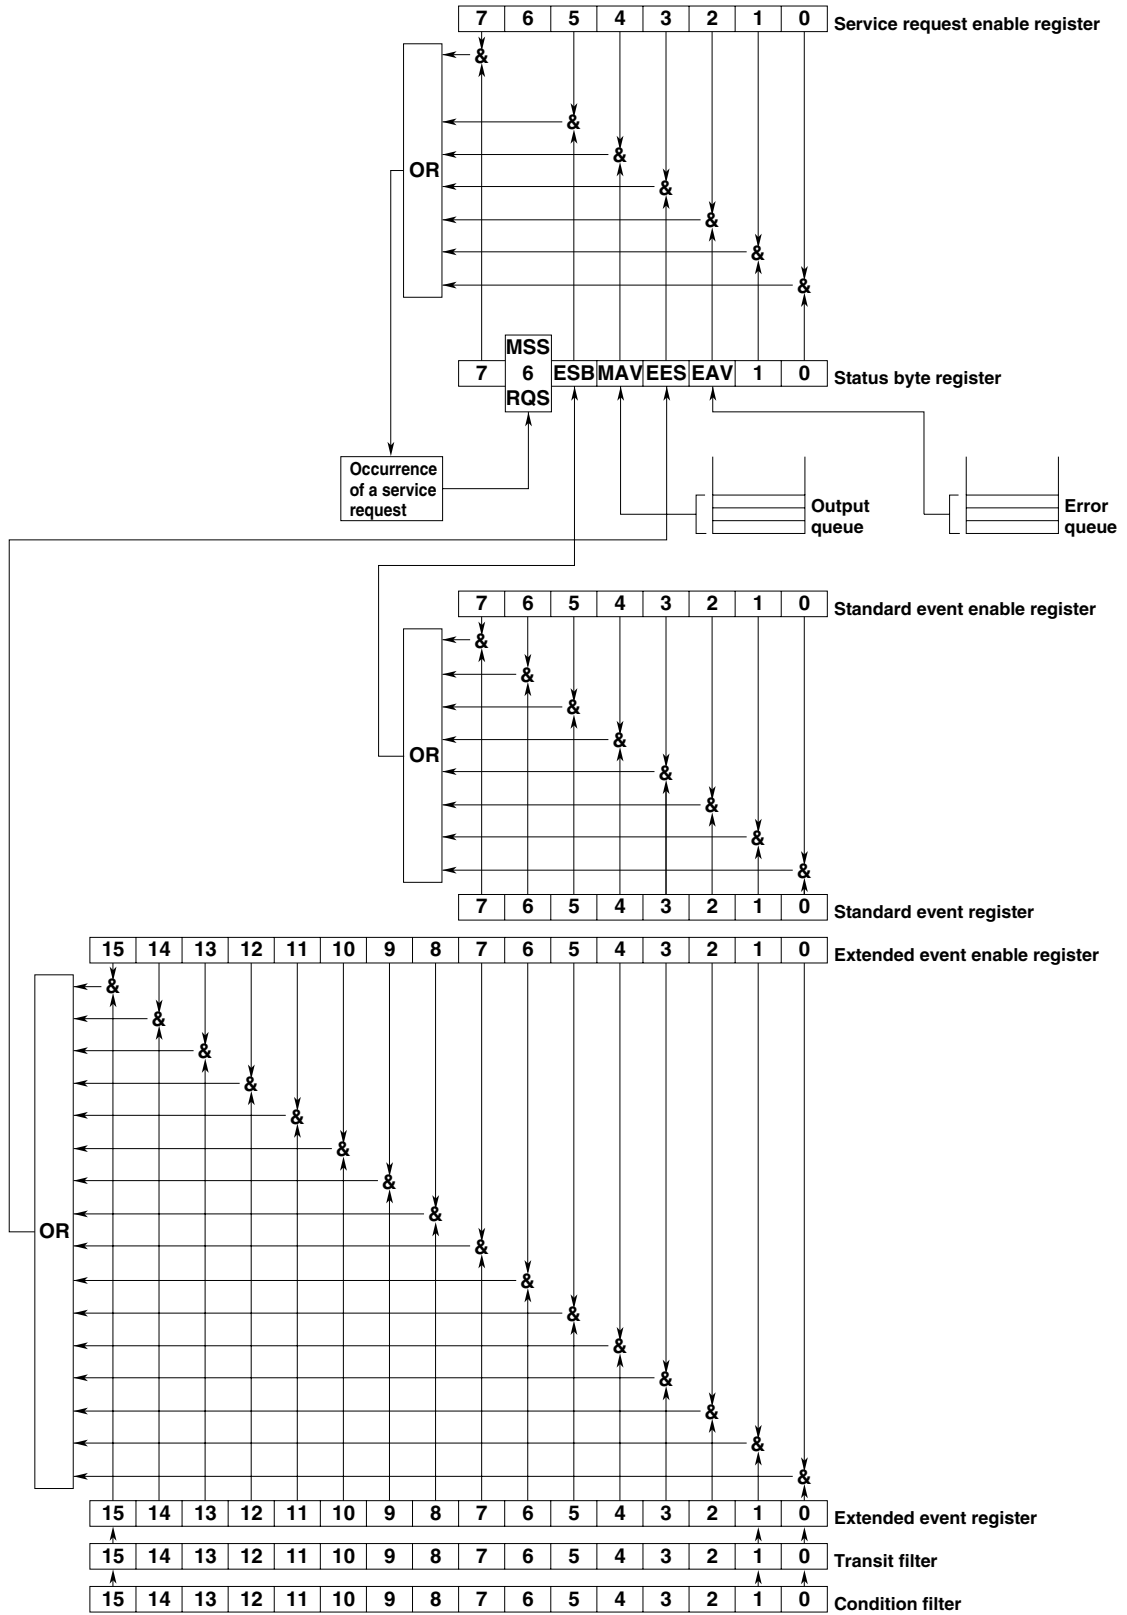 7 6 5 4 3 2 1 0 Service request enable register
&
&
&
OR
&
&
&
&
MSS
7 6 ESB MAV EES EAV 1 0 Status byte register
RQS
Occurrence
of a service
request
Output
queue
Error
queue
7 6 5 4 3 2 1 0 Standard event enable register
&
&
&
&
OR
&
&
&
&
7 6 5 4 3 2 1 0 Standard event register
15 14 13 12 11 10 9 8 7 6 5 4 3 2 1 0 Extended event enable register
&
&
&
&
&
&
&
&
OR
&
&
&
&
&
&
&
&
15 14 13 12 11 10 9 8 7 6 5 4 3 2 1 0 Extended event register
15 14 13 12 11 10 9 8 7 6 5 4 3 2 1 0 Transit filter
15 14 13 12 11 10 9 8 7 6 5 4 3 2 1 0 Condition filter